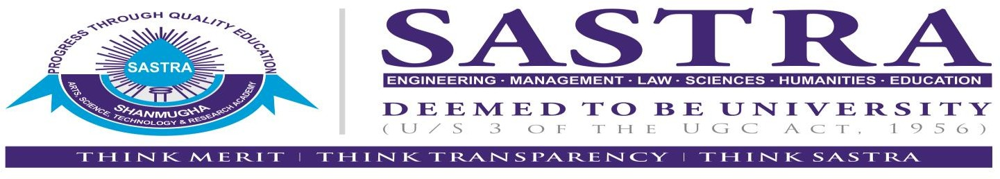 PROGRESS THROUGH QUALITY EDUCATION
SASTRA
SHANMUGHA
ARTS, SCIENCE, TECHNOLOGY & RESEARCH ACADEMY
SASTRA
ENGINEERING · MANAGEMENT · LAW · SCIENCES · HUMANITIES · EDUCATION
DEEMED TO BE UNIVERSITY
(U/S 3 OF THE UGC ACT, 1956)
THINK MERIT | THINK TRANSPARENCY | THINK SASTRA